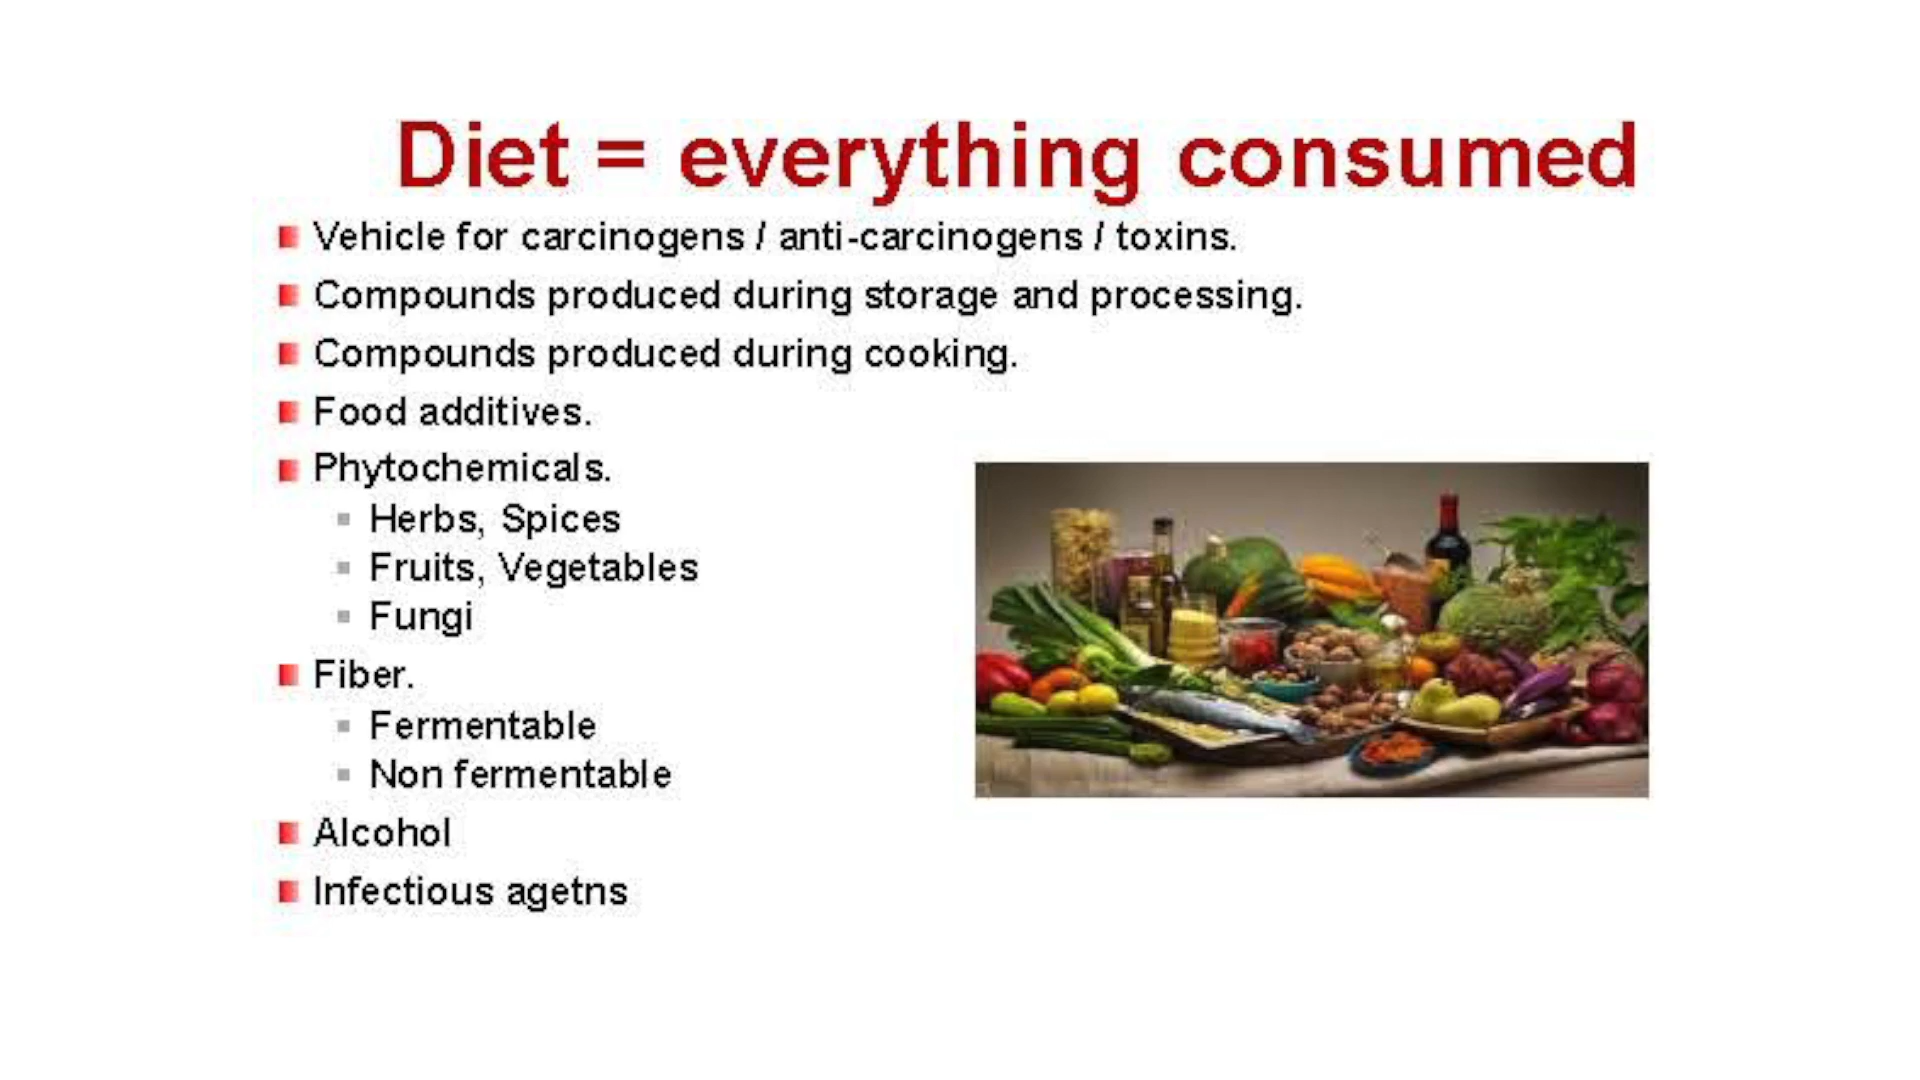 Diet = everything consumed
Vehicle for carcinogens / anti-carcinogens / toxins.
Compounds produced during storage and processing.
Compounds produced during cooking.
Food additives.
Phytochemicals.
Herbs, Spices
Fruits, Vegetables
Fungi
Fiber.
Fermentable
Non fermentable
Alcohol
Infectious agetns